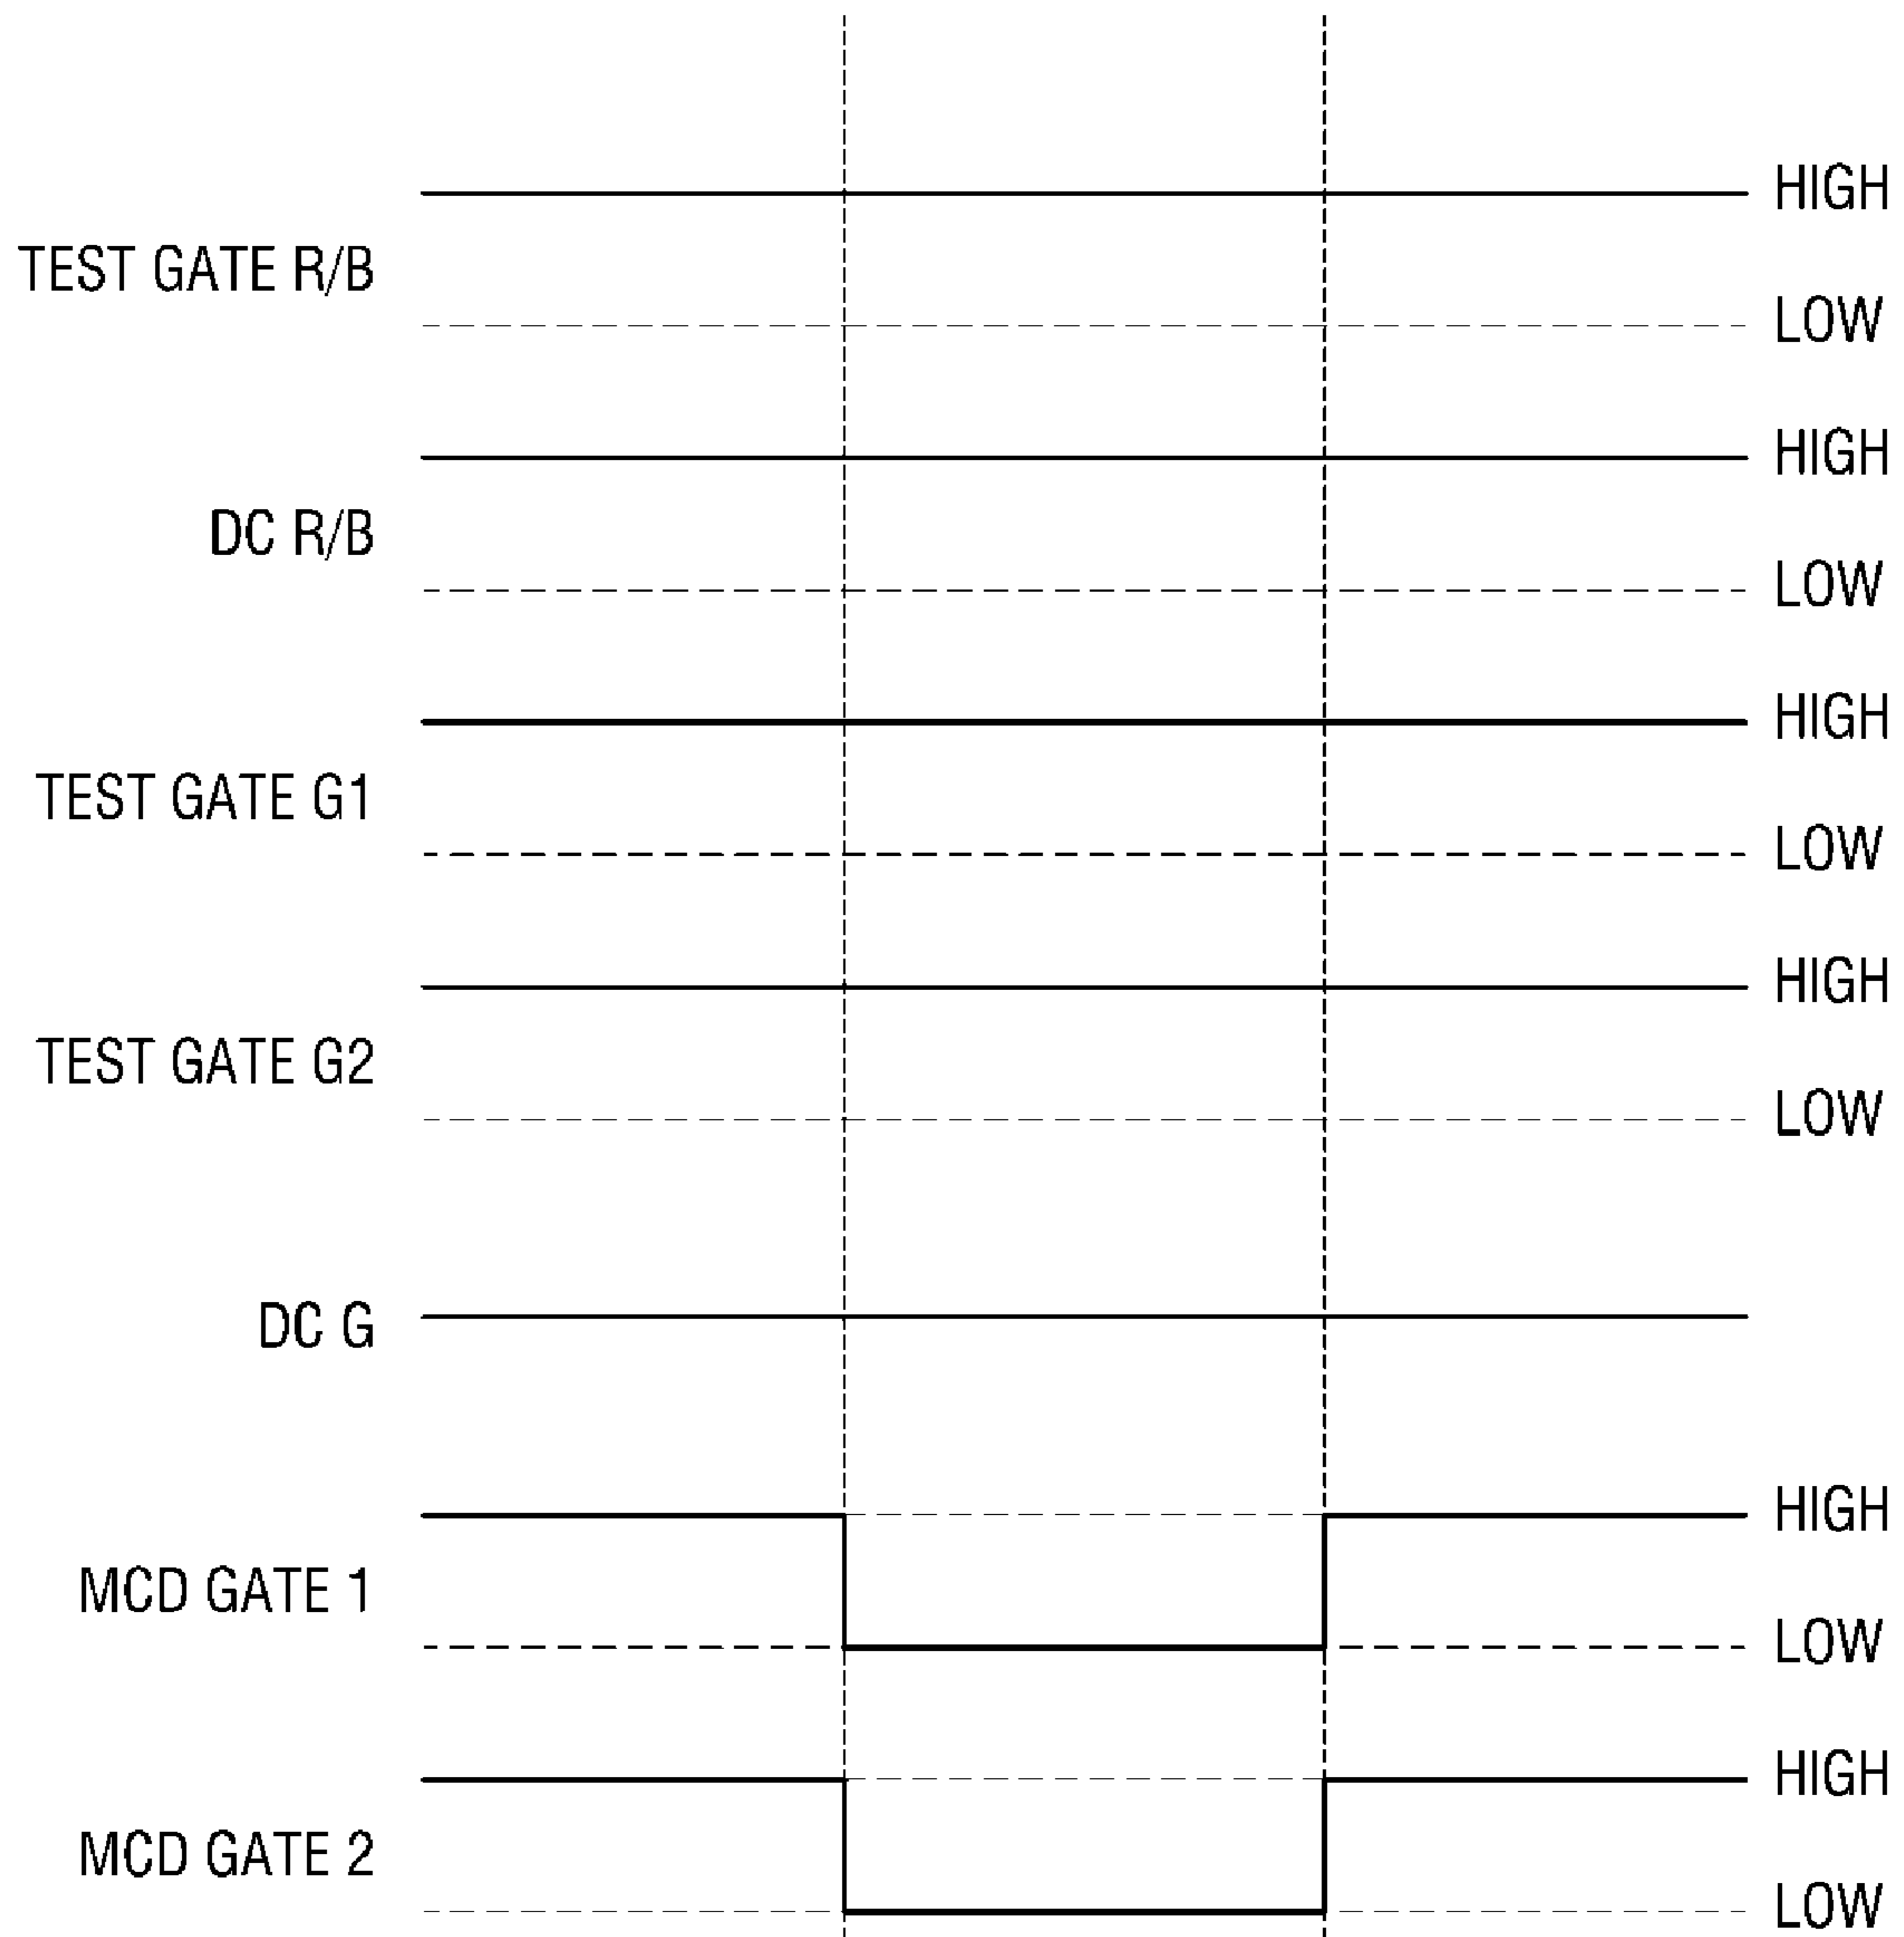 HIGH
TEST GATE R/B
LOW
HIGH
DC R/B
LOW
HIGH
TEST GATE G1
LOW
HIGH
TEST GATE G2
LOW
DC G
HIGH
MCD GATE 1
LOW
HIGH
MCD GATE 2
LOW